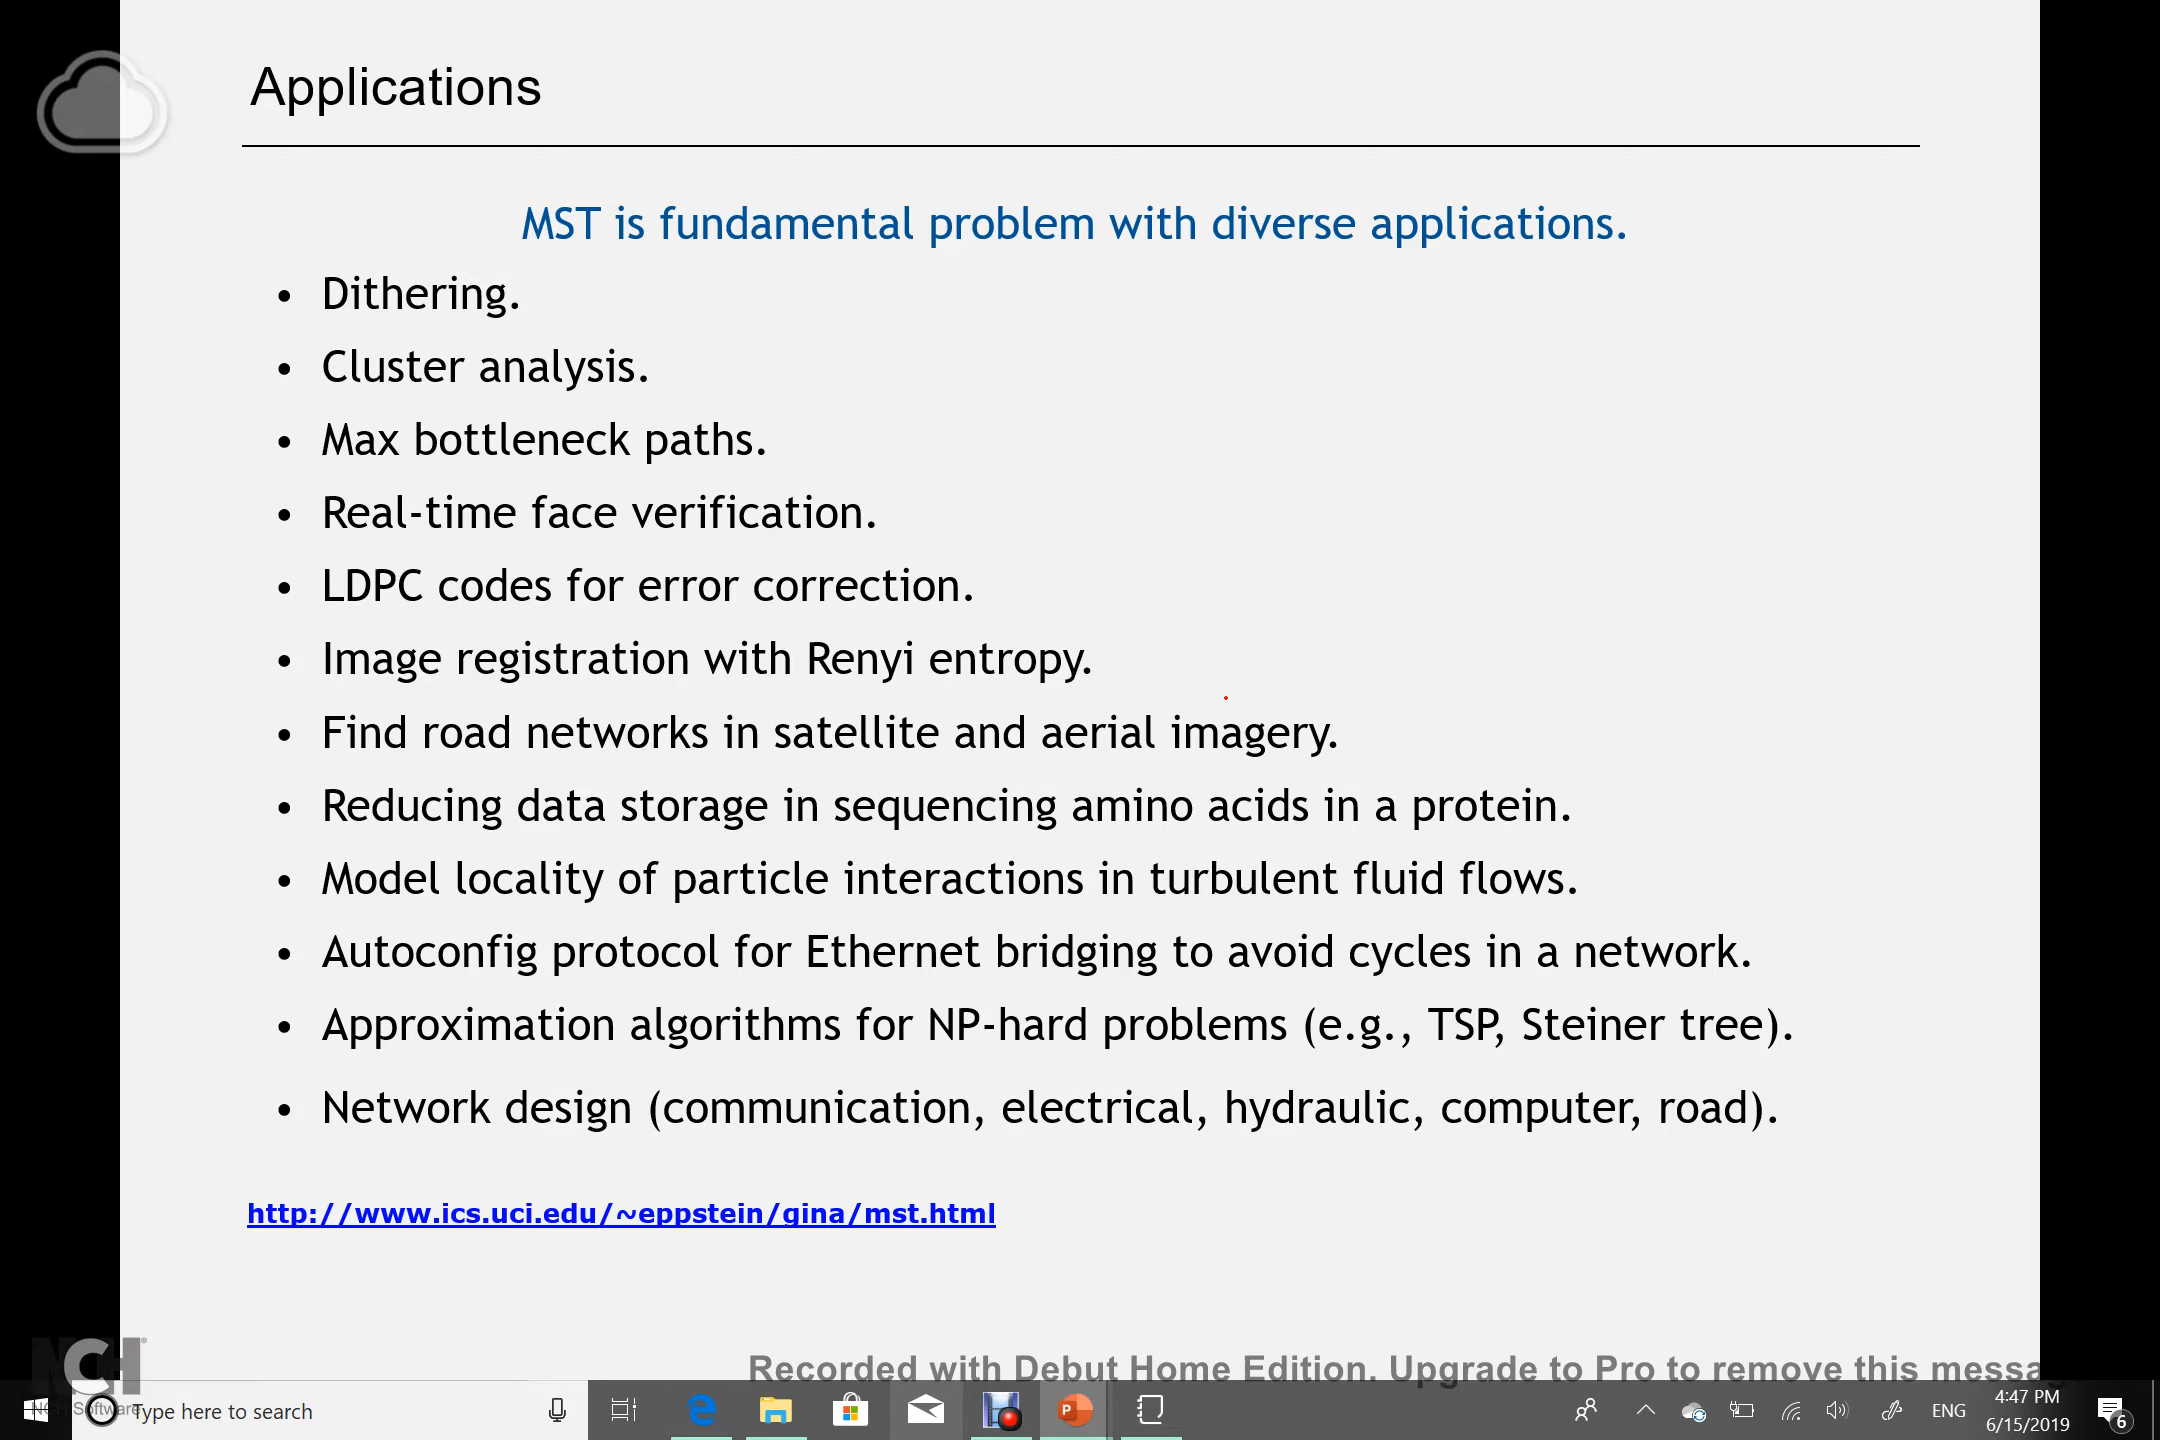 Applications
MST is fundamental problem with diverse applications.
• Dithering.
• Cluster analysis.
• Max bottleneck paths.
• Real-time face verification.
• LDPC codes for error correction.
• Image registration with Renyi entropy.
• Find road networks in satellite and aerial imagery.
• Reducing data storage in sequencing amino acids in a protein.
• Model locality of particle interactions in turbulent fluid flows.
• Autoconfig protocol for Ethernet bridging to avoid cycles in a network.
• Approximation algorithms for NP-hard problems (e.g., TSP, Steiner tree).
• Network design (communication, electrical, hydraulic, computer, road).
http://www.ics.uci.edu/~eppstein/gina/mst.html
NCH®
NCH Software
Recorded with Debut Home Edition. Upgrade to Pro to remove this messa
Type here to search
P
ENG
4:47 PM
6/15/2019
6